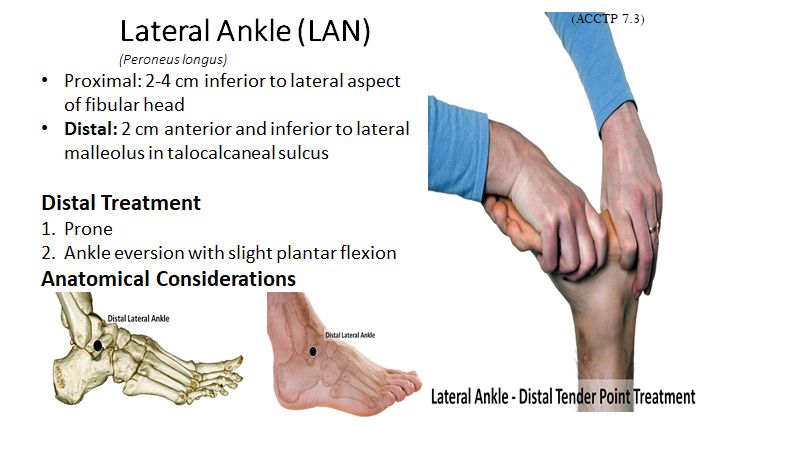 Lateral Ankle (LAN)
(Peroneus longus)
• Proximal: 2-4 cm inferior to lateral aspect
of fibular head
• Distal: 2 cm anterior and inferior to lateral
malleolus in talocalcaneal sulcus
Distal Treatment
1. Prone
2. Ankle eversion with slight plantar flexion
Anatomical Considerations
Distal Lateral Ankle
Distal Lateral Ankle
(ACCTP 7.3)
Lateral Ankle - Distal Tender Point Treatment